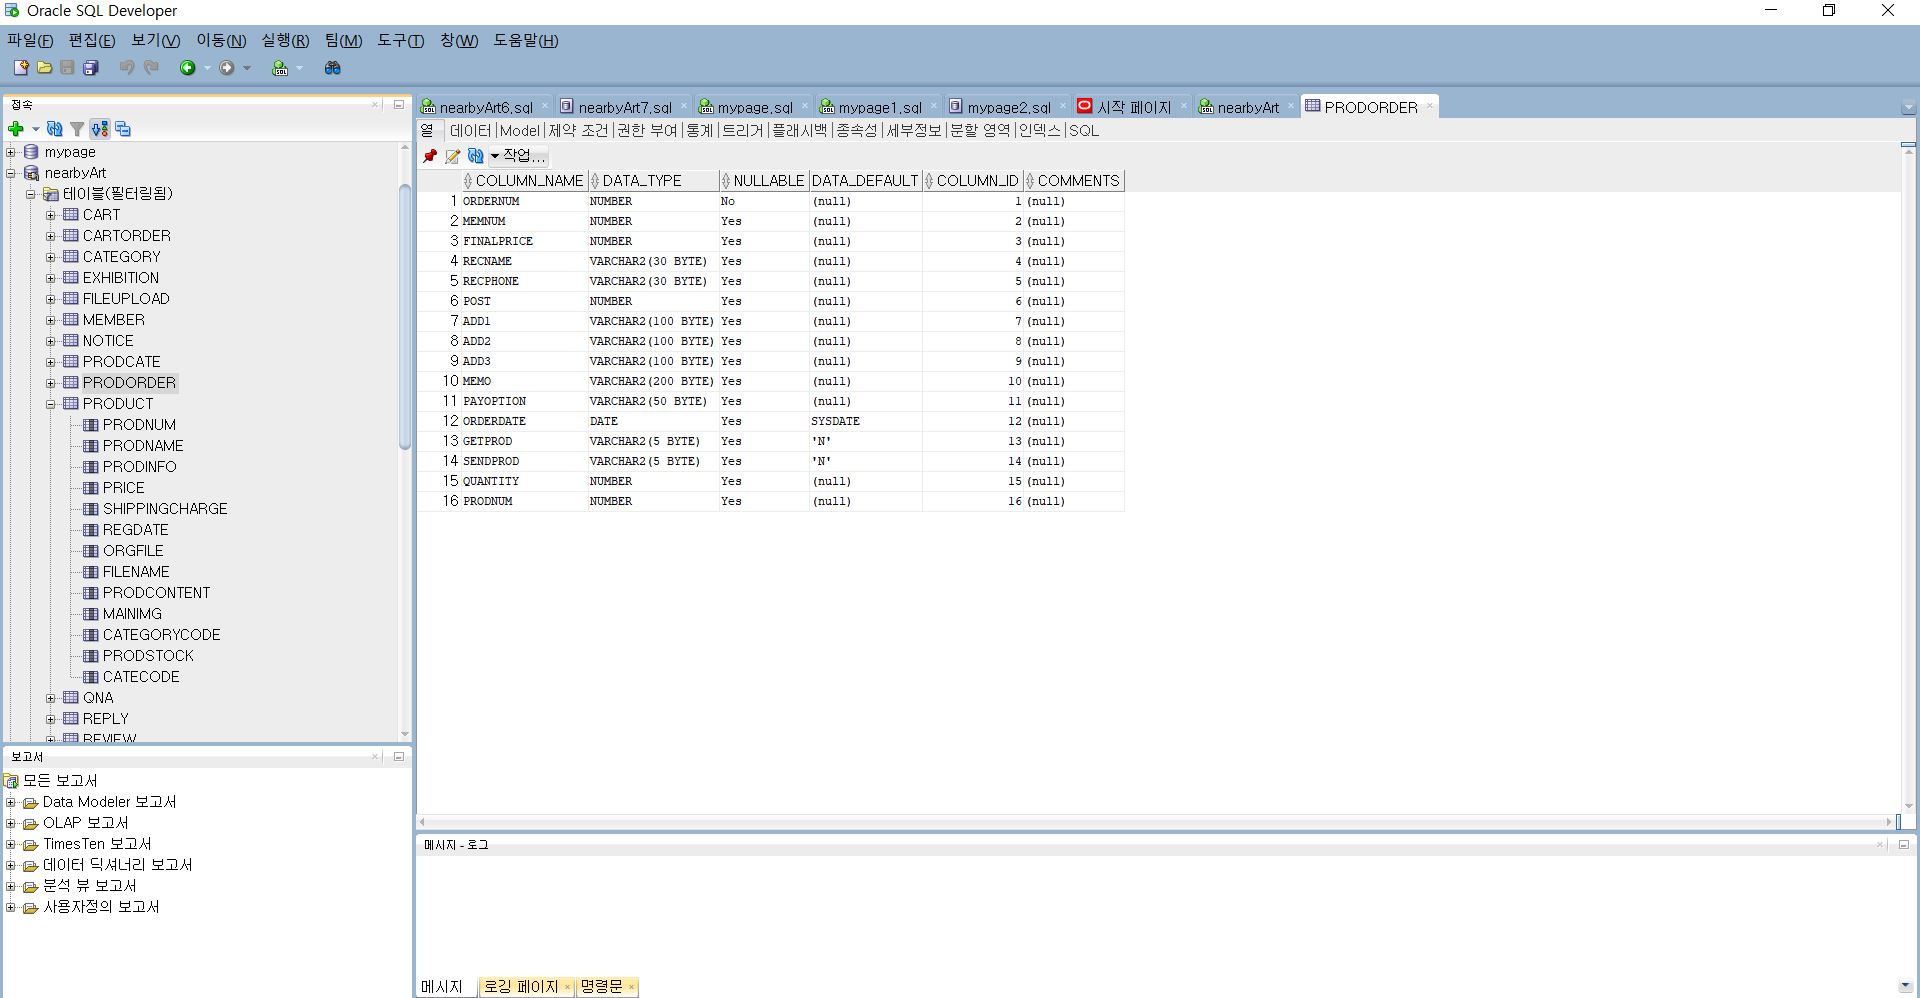 Oracle SQL Developer
파일(F) 편집(E) 보기(V) 이동(N) 실행(R) 팀(M) 도구(T) 창(W) 도움말(H)
접속
mypage
nearbyArt
테이블(필터링됨)
CART
CARTORDER
CATEGORY
EXHIBITION
FILEUPLOAD
MEMBER
NOTICE
PRODCATE
PRODORDER
PRODUCT
PRODNUM
PRODNAME
PRODINFO
PRICE
SHIPPINGCHARGE
REGDATE
ORGFILE
FILENAME
PRODCONTENT
MAINIMG
CATEGORYCODE
PRODSTOCK
CATECODE
QNA
REPLY
REVIEW
보고서
모든 보고서
Data Modeler 보고서
OLAP 보고서
TimesTen 보고서
데이터 딕셔너리 보고서
분석 뷰 보고서
사용자정의 보고서
nearbyArt6.sql nearbyArt7.sql mypage.sql mypage1.sql mypage2.sql 시작 페이지 nearbyArt PRODORDER
열 데이터 Model 제약 조건 권한 부여 통계 트리거 플래시백 종속성 세부정보 분할 영역 인덱스 SQL
작업...
COLUMN_NAME DATA_TYPE NULLABLE DATA_DEFAULT COLUMN_ID COMMENTS
1 ORDERNUM NUMBER No (null) 1 (null)
2 MEMNUM NUMBER Yes (null) 2 (null)
3 FINALPRICE NUMBER Yes (null) 3 (null)
4 RECNAME VARCHAR2(30 BYTE) Yes (null) 4 (null)
5 RECPHONE VARCHAR2(30 BYTE) Yes (null) 5 (null)
6 POST NUMBER Yes (null) 6 (null)
7 ADD1 VARCHAR2(100 BYTE) Yes (null) 7 (null)
8 ADD2 VARCHAR2(100 BYTE) Yes (null) 8 (null)
9 ADD3 VARCHAR2(100 BYTE) Yes (null) 9 (null)
10 MEMO VARCHAR2(200 BYTE) Yes (null) 10 (null)
11 PAYOPTION VARCHAR2(50 BYTE) Yes (null) 11 (null)
12 ORDERDATE DATE Yes SYSDATE 12 (null)
13 GETPROD VARCHAR2(5 BYTE) Yes 'N' 13 (null)
14 SENDPROD VARCHAR2(5 BYTE) Yes 'N' 14 (null)
15 QUANTITY NUMBER Yes (null) 15 (null)
16 PRODNUM NUMBER Yes (null) 16 (null)
메시지 - 로그
메시지 로깅 페이지 명령문